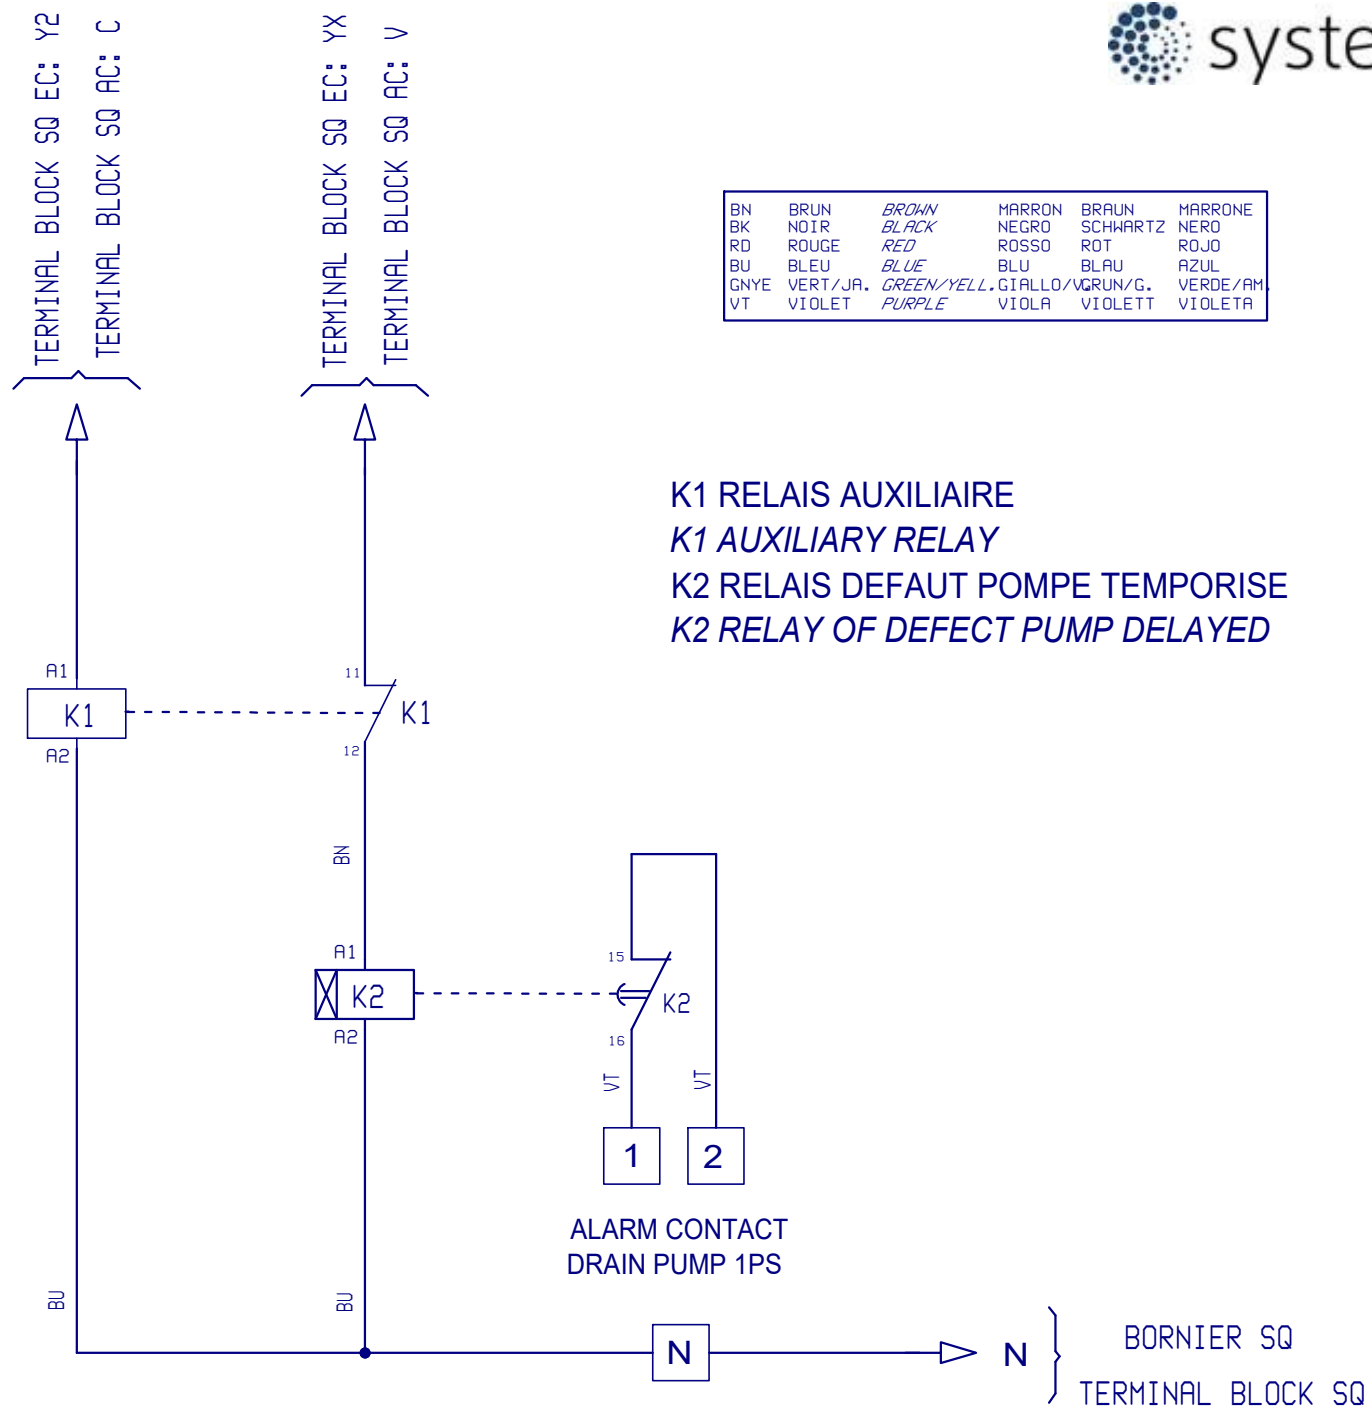 TERMINAL BLOCK SQ EC: Y2
TERMINAL BLOCK SQ AC: C
TERMINAL BLOCK SQ EC: YX
TERMINAL BLOCK SQ AC: V
syste
BN BRUN BROWN MARRON BRAUN MARRONE
BK NOIR BLACK NEGRO SCHWARTZ NERO
RD ROUGE RED ROSSO ROT ROJO
BU BLEU BLUE BLU BLAU AZUL
GNYE VERT/JA. GREEN/YELL. GIALLO/V. GRUN/G. VERDE/AM.
VT VIOLET PURPLE VIOLA VIOLETT VIOLETA
K1 RELAIS AUXILIAIRE
K1 AUXILIARY RELAY
K2 RELAIS DEFAUT POMPE TEMPORISE
K2 RELAY OF DEFECT PUMP DELAYED
A1
11
K1
K1
A2
12
BN
A1
15
K2
K2
A2
16
VT
VT
1
2
ALARM CONTACT
DRAIN PUMP 1PS
BU
BU
N
N
BORNIER SQ
TERMINAL BLOCK SQ